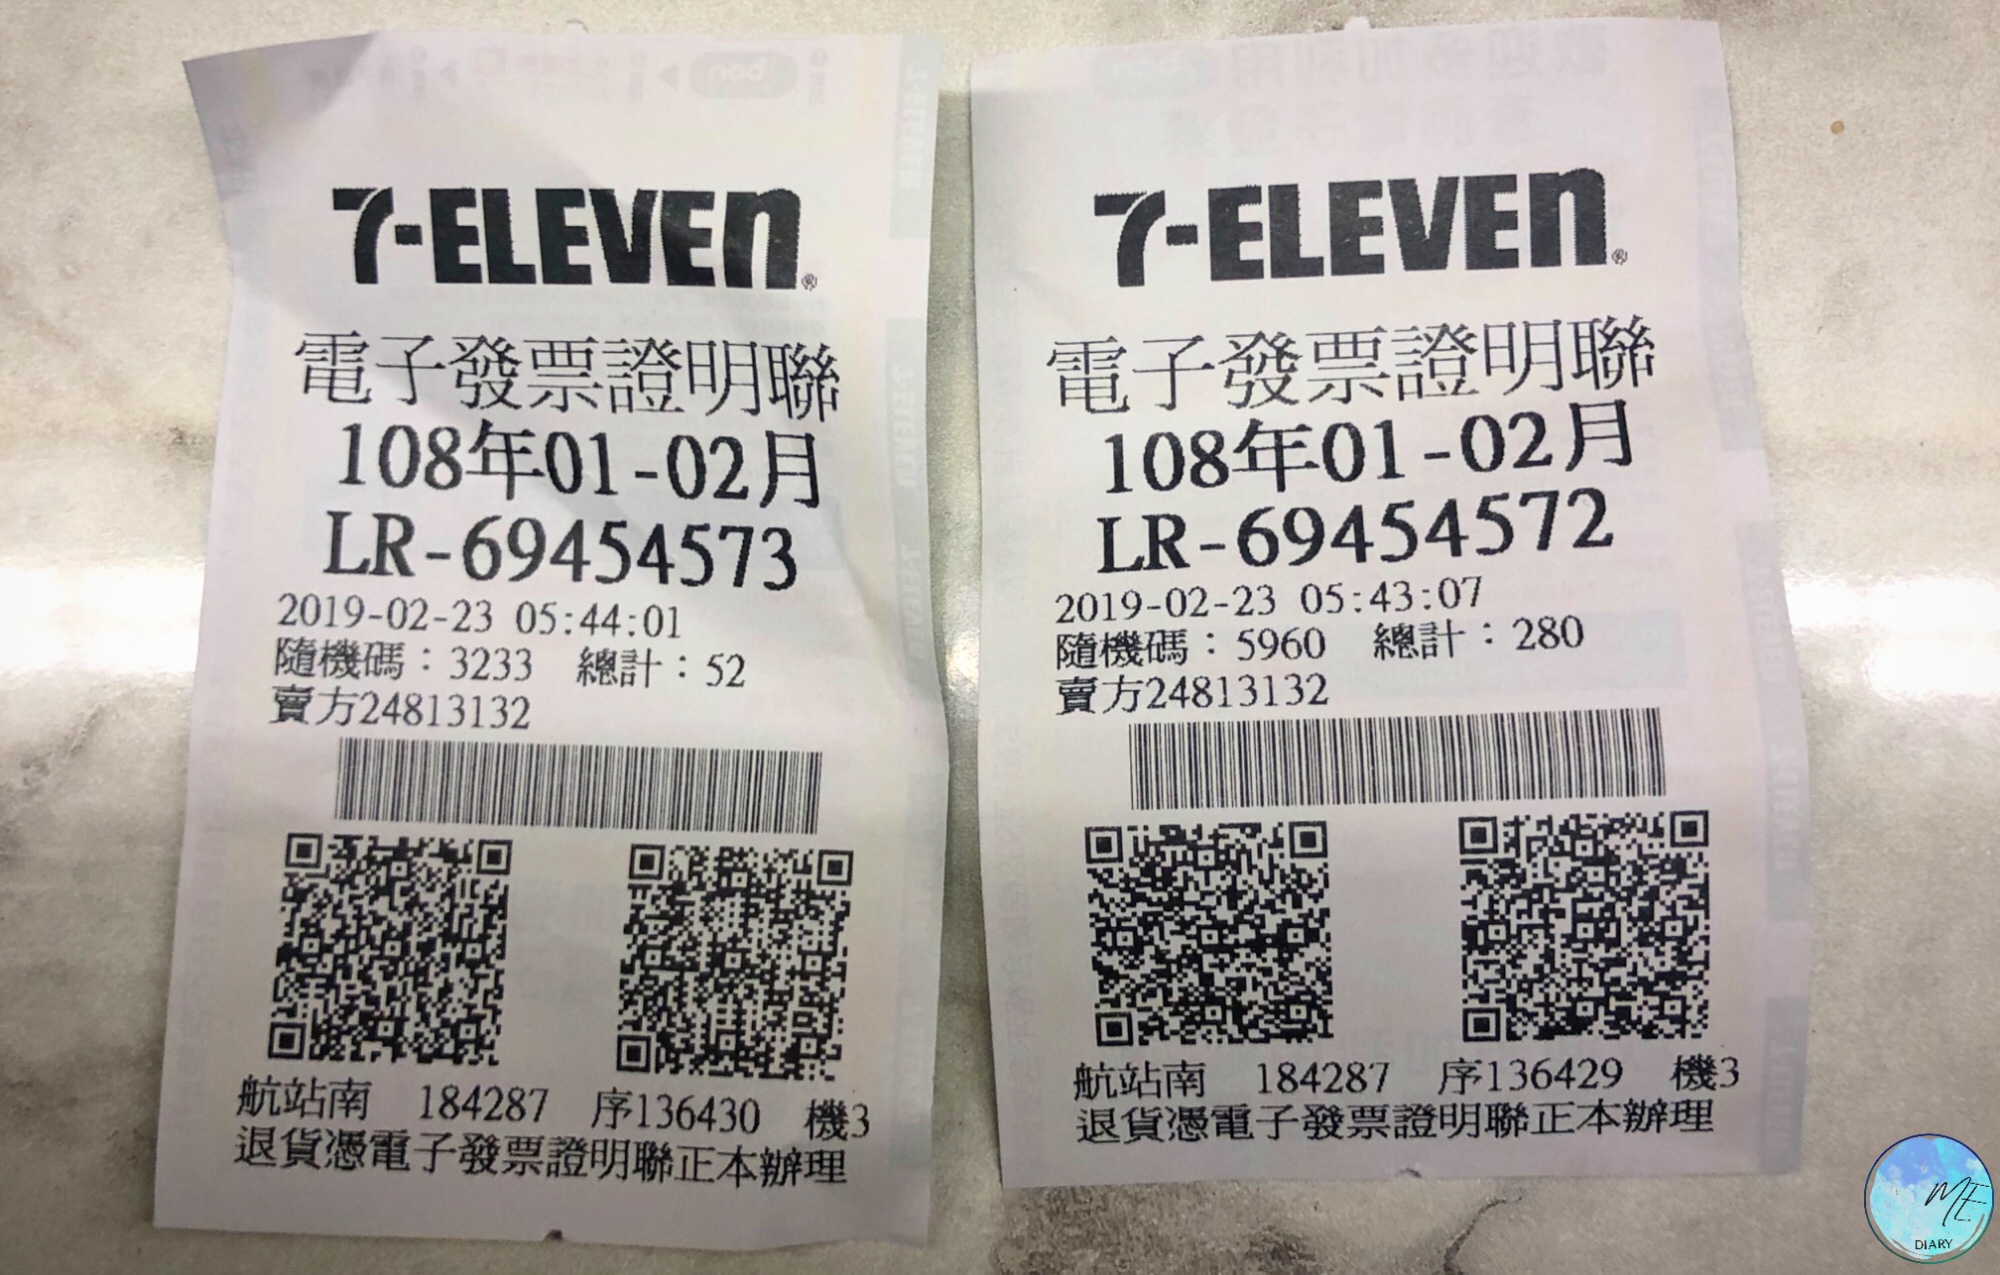 7-ELEVEn®
電子發票證明聯
108年01-02月
LR-69454573
2019-02-23 05:44:01
隨機碼：3233 總計：52
賣方24813132
航站南 184287 序136430 機3
退貨憑電子發票證明聯正本辦理
7-ELEVEn®
電子發票證明聯
108年01-02月
LR-69454572
2019-02-23 05:43:07
隨機碼：5960 總計：280
賣方24813132
航站南 184287 序136429 機3
退貨憑電子發票證明聯正本辦理
ME
DIARY